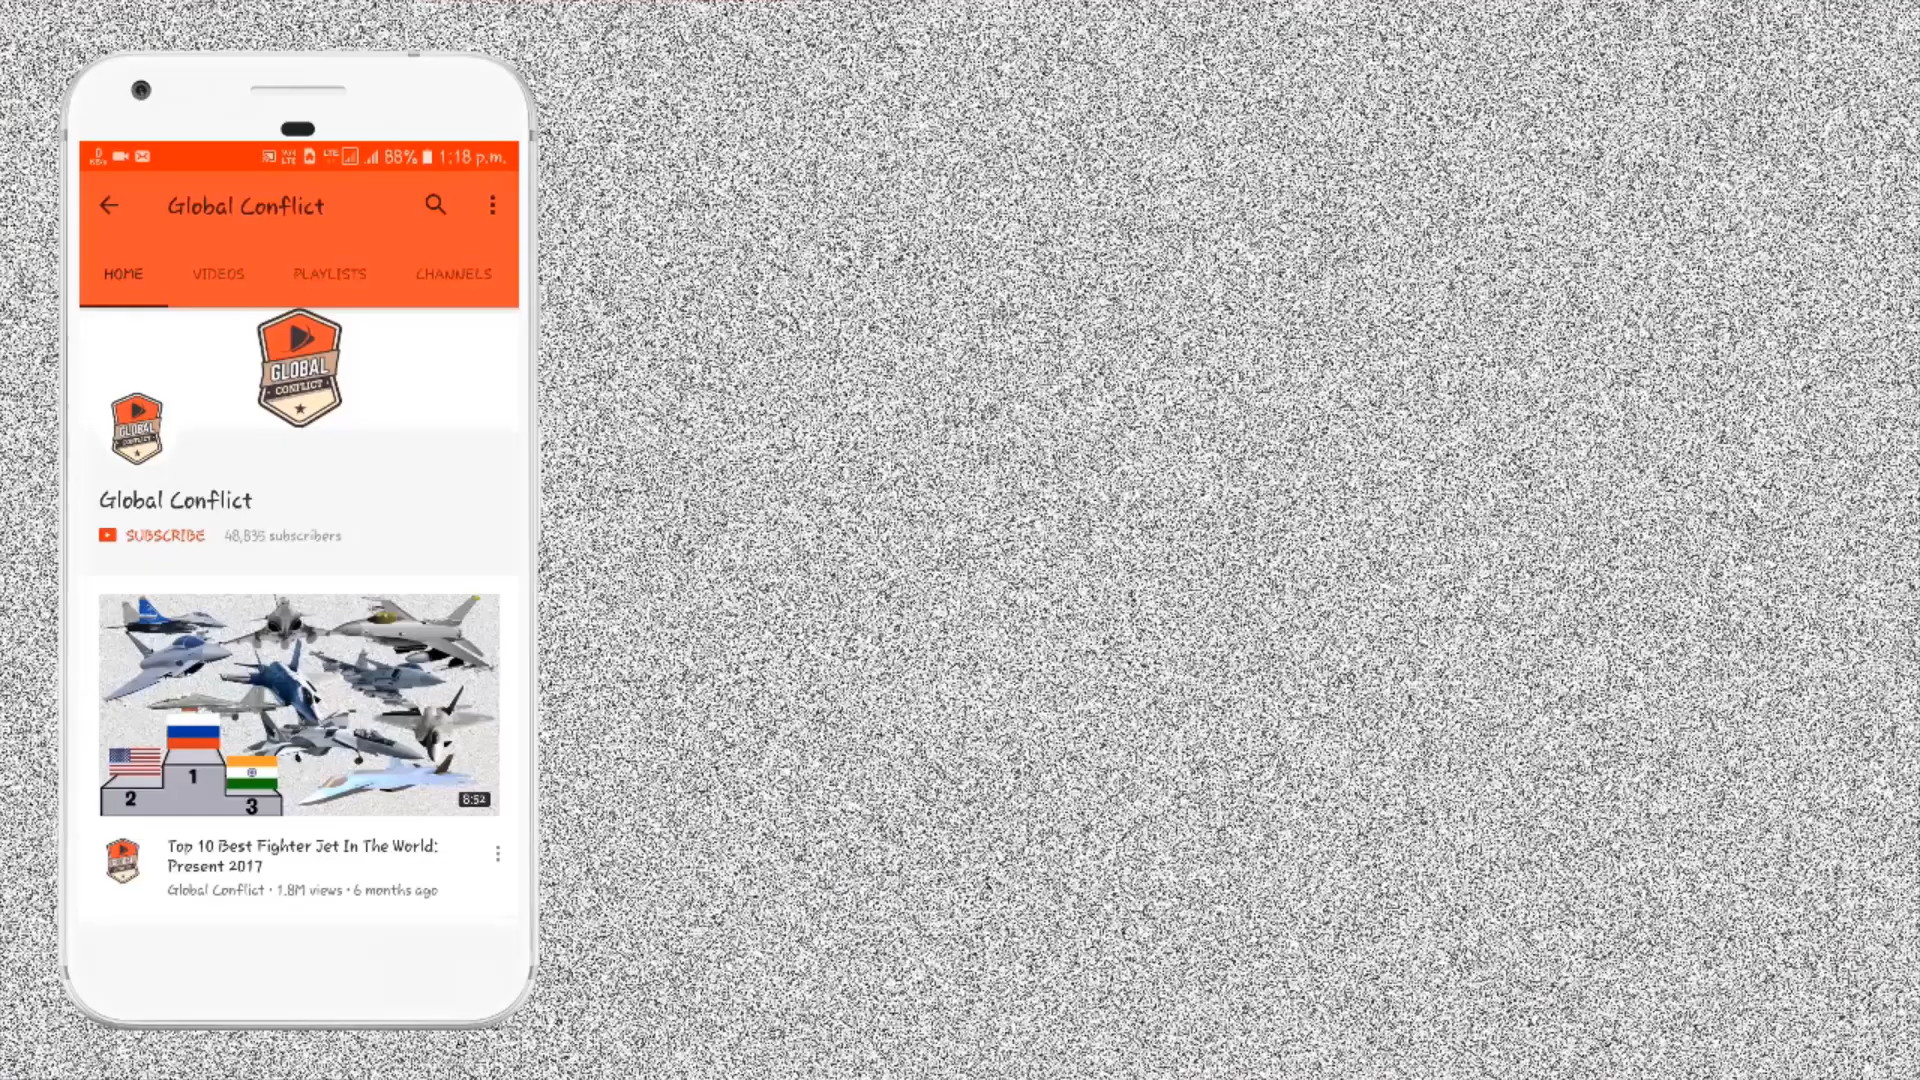 88% 1:18 p.m.
Global Conflict
HOME VIDEOS PLAYLISTS CHANNELS
GLOBAL
CONFLICT
GLOBAL
CONFLICT
Global Conflict
SUBSCRIBE 48,835 subscribers
1
2
3
8:52
Top 10 Best Fighter Jet In The World:
Present 2017
Global Conflict • 1.8M views • 6 months ago